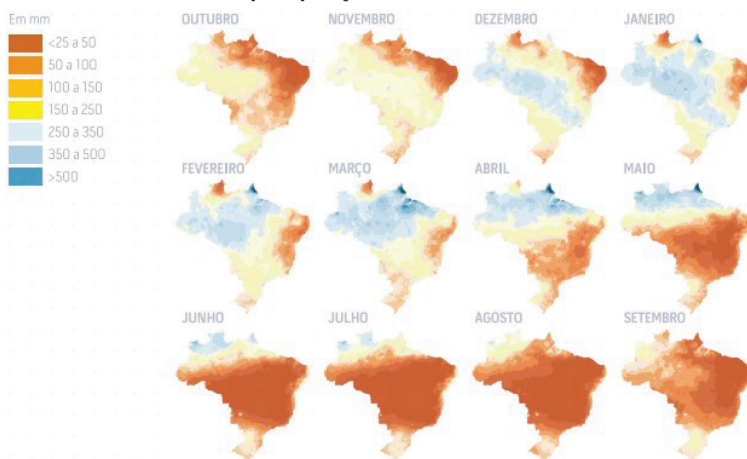 Em mm
<25 a 50
50 a 100
100 a 150
150 a 250
250 a 350
350 a 500
>500
OUTUBRO
NOVEMBRO
DEZEMBRO
JANEIRO
FEVEREIRO
MARÇO
ABRIL
MAIO
JUNHO
JULHO
AGOSTO
SETEMBRO